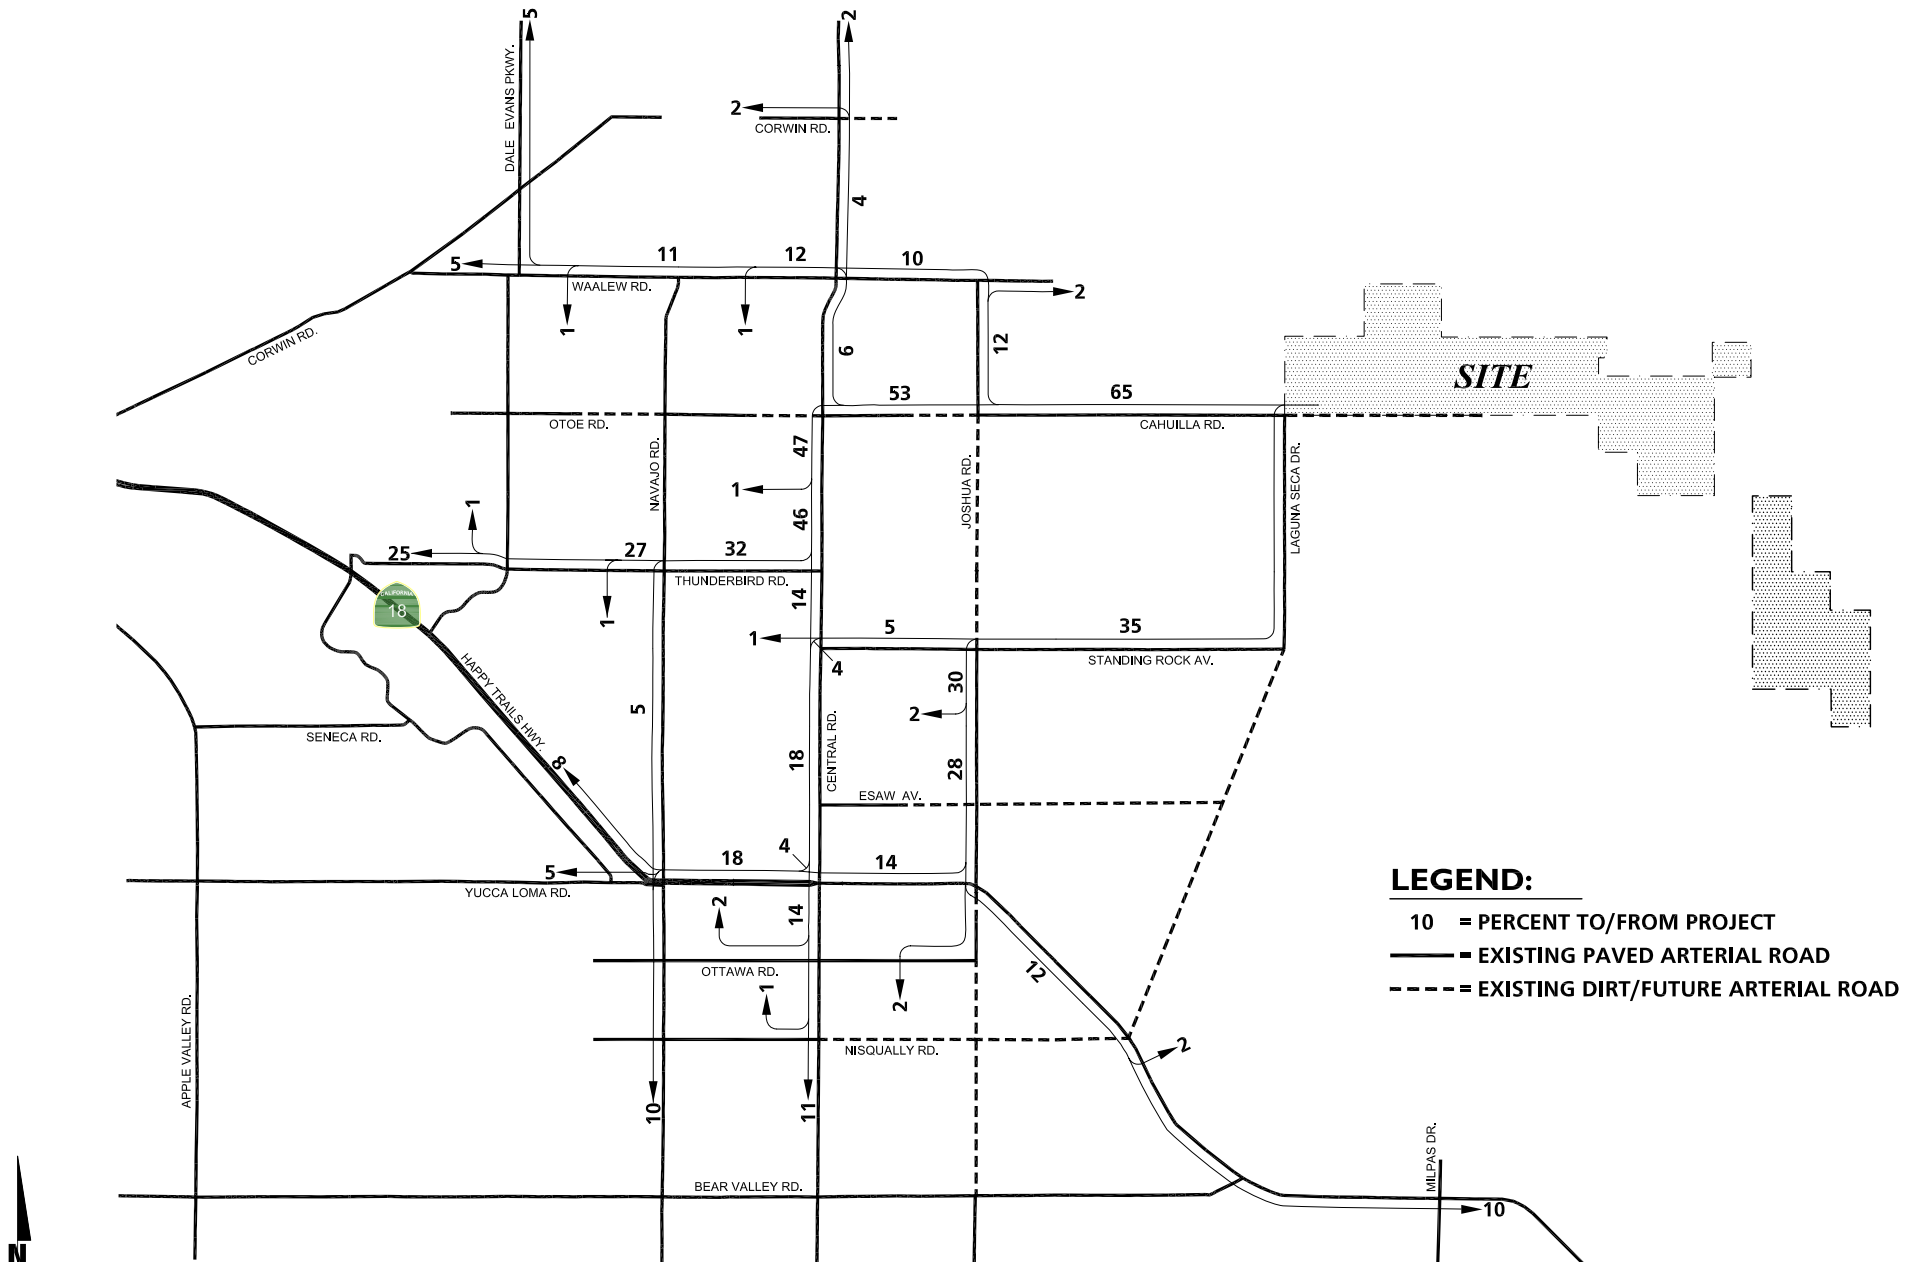 5
2
DALE EVANS PKWY.
2
CORWIN RD.
4
11
12
10
5
WAALEW RD.
2
1
1
CORWIN RD.
6
12
SITE
53
65
OTOE RD.
CAHUILLA RD.
NAVAJO RD.
47
JOSHUA RD.
LAGUNA SECA DR.
1
1
46
25
27
32
THUNDERBIRD RD.
CALIFORNIA
18
1
14
1
5
35
4
STANDING ROCK AV.
HAPPY TRAILS HWY.
30
5
2
SENECA RD.
CENTRAL RD.
18
28
8
ESAW AV.
4
18
14
5
YUCCA LOMA RD.
2
14
OTTAWA RD.
12
1
2
APPLE VALLEY RD.
NISQUALLY RD.
2
10
11
MILPAS DR.
BEAR VALLEY RD.
10
N
LEGEND:
10 = PERCENT TO/FROM PROJECT
= EXISTING PAVED ARTERIAL ROAD
= EXISTING DIRT/FUTURE ARTERIAL ROAD